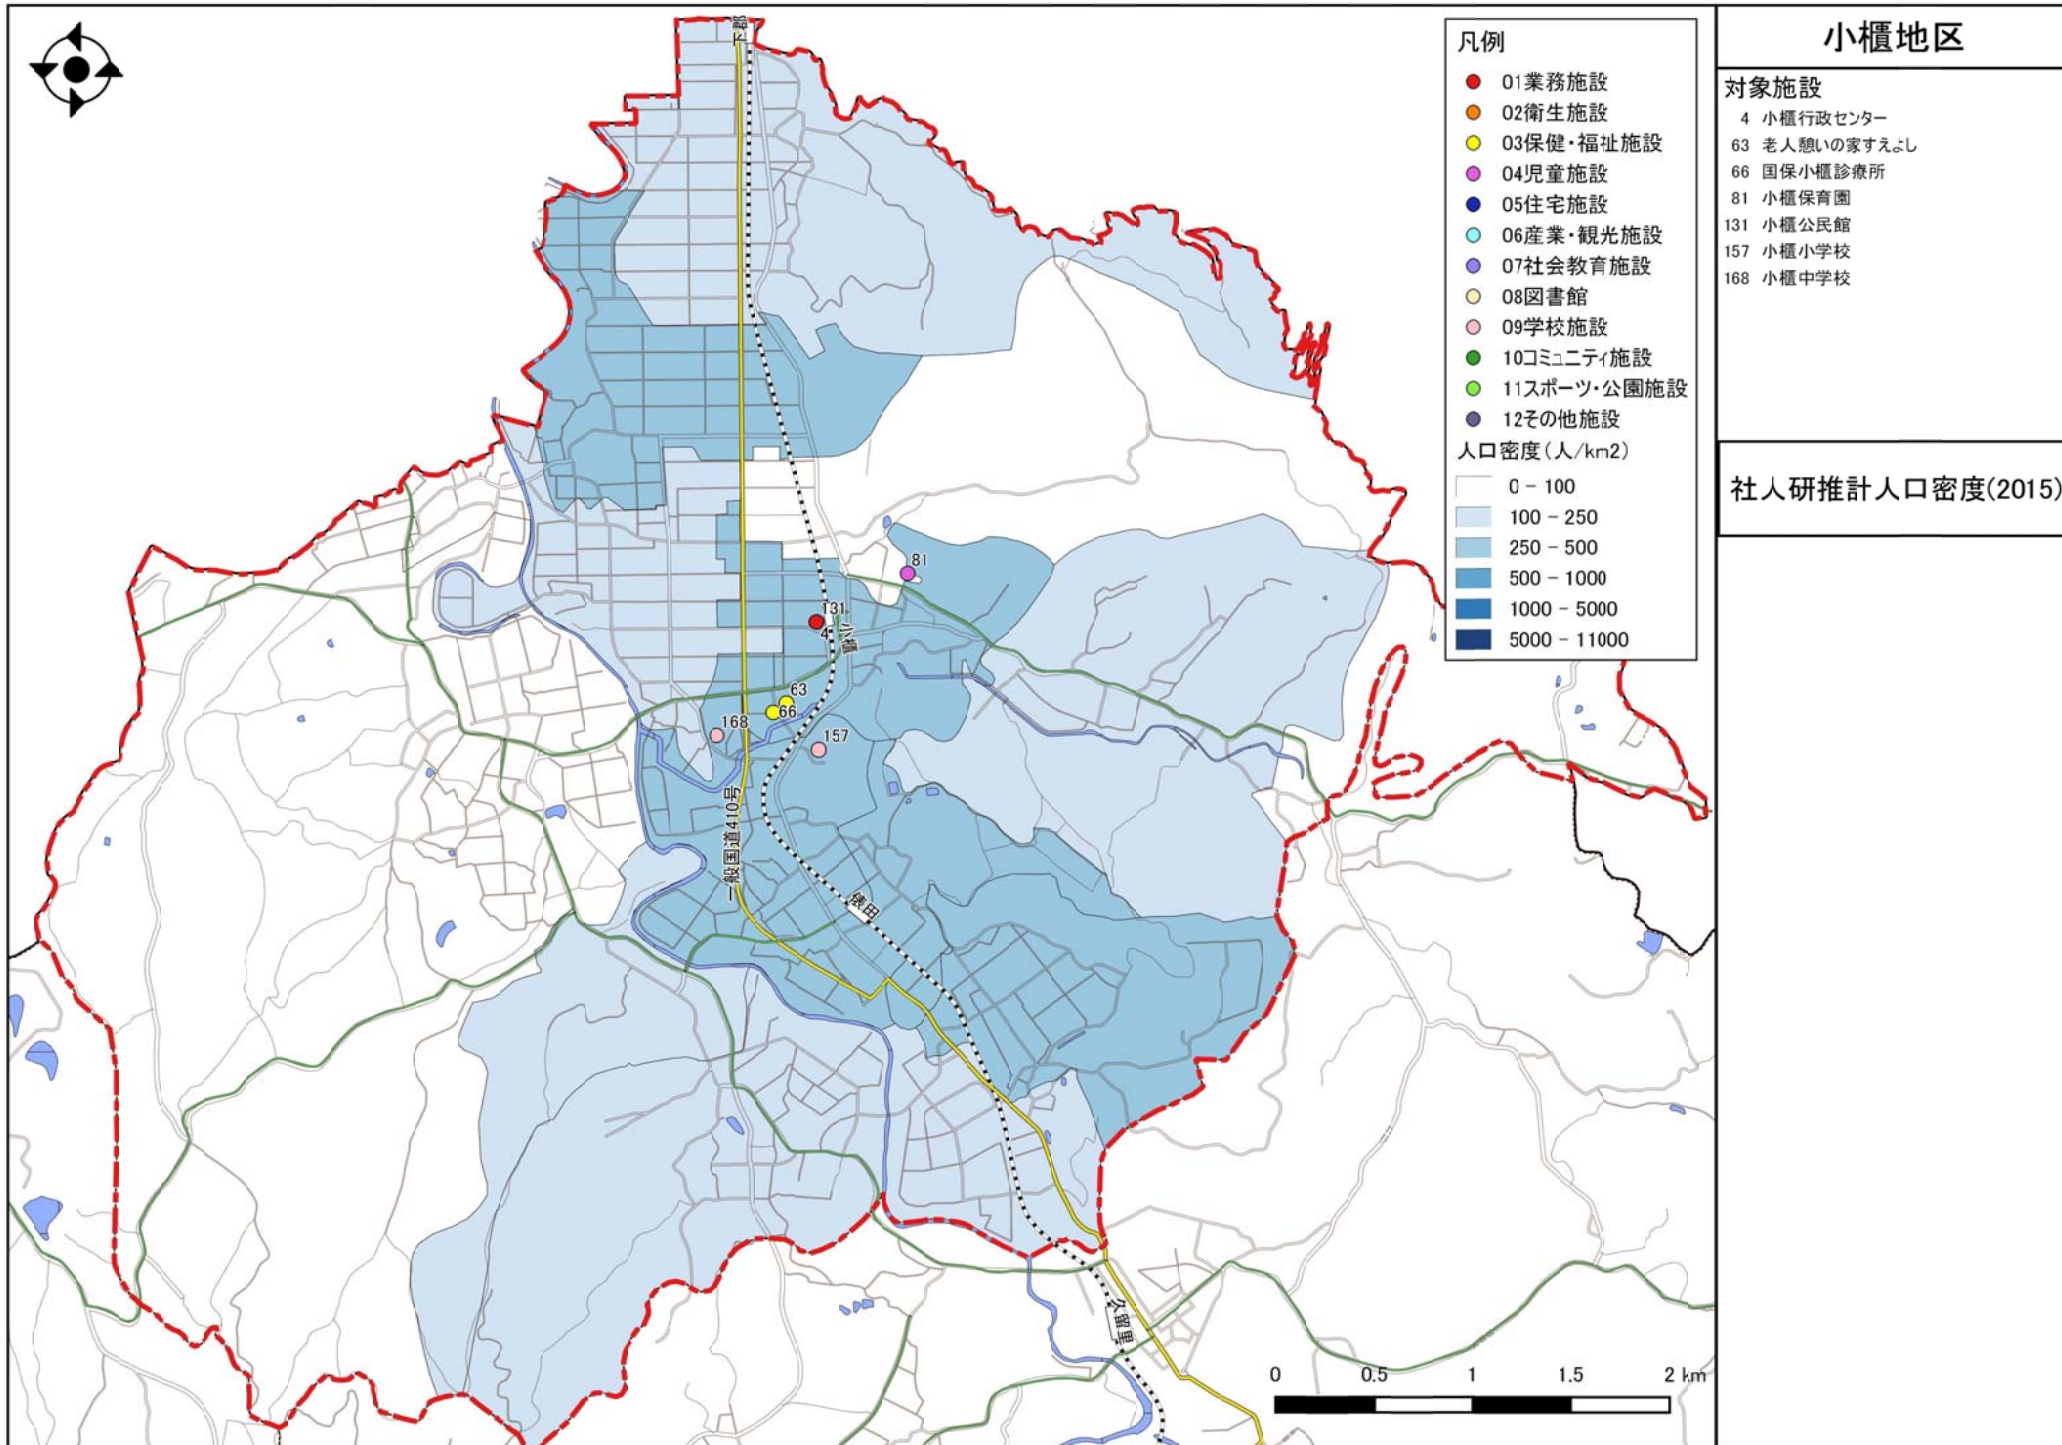 小櫃地区
対象施設
4 小櫃行政センター
63 老人憩いの家すえよし
66 国保小櫃診療所
81 小櫃保育園
131 小櫃公民館
157 小櫃小学校
168 小櫃中学校
社人研推計人口密度(2015)
凡例
01業務施設
02衛生施設
03保健・福祉施設
04児童施設
05住宅施設
06産業・観光施設
07社会教育施設
08図書館
09学校施設
10コミュニティ施設
11スポーツ・公園施設
12その他施設
人口密度(人/km2)
0 - 100
100 - 250
250 - 500
500 - 1000
1000 - 5000
5000 - 11000
下郡
81
131
4
小櫃
63
66
168
157
一般国道410号
俵田
久留里
0 0.5 1 1.5 2 km